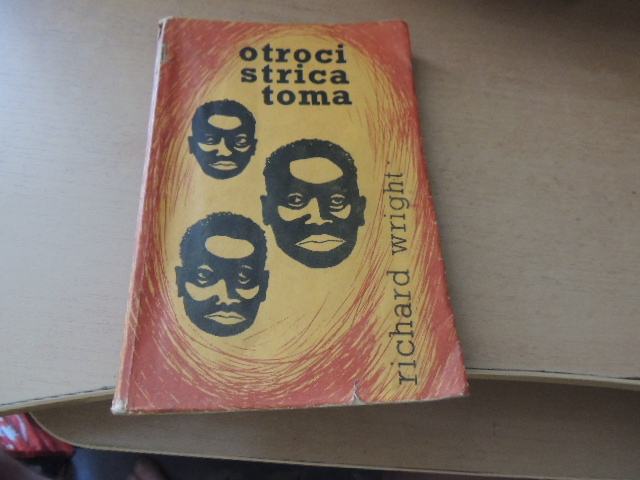 otroci
strica
toma
richard wright